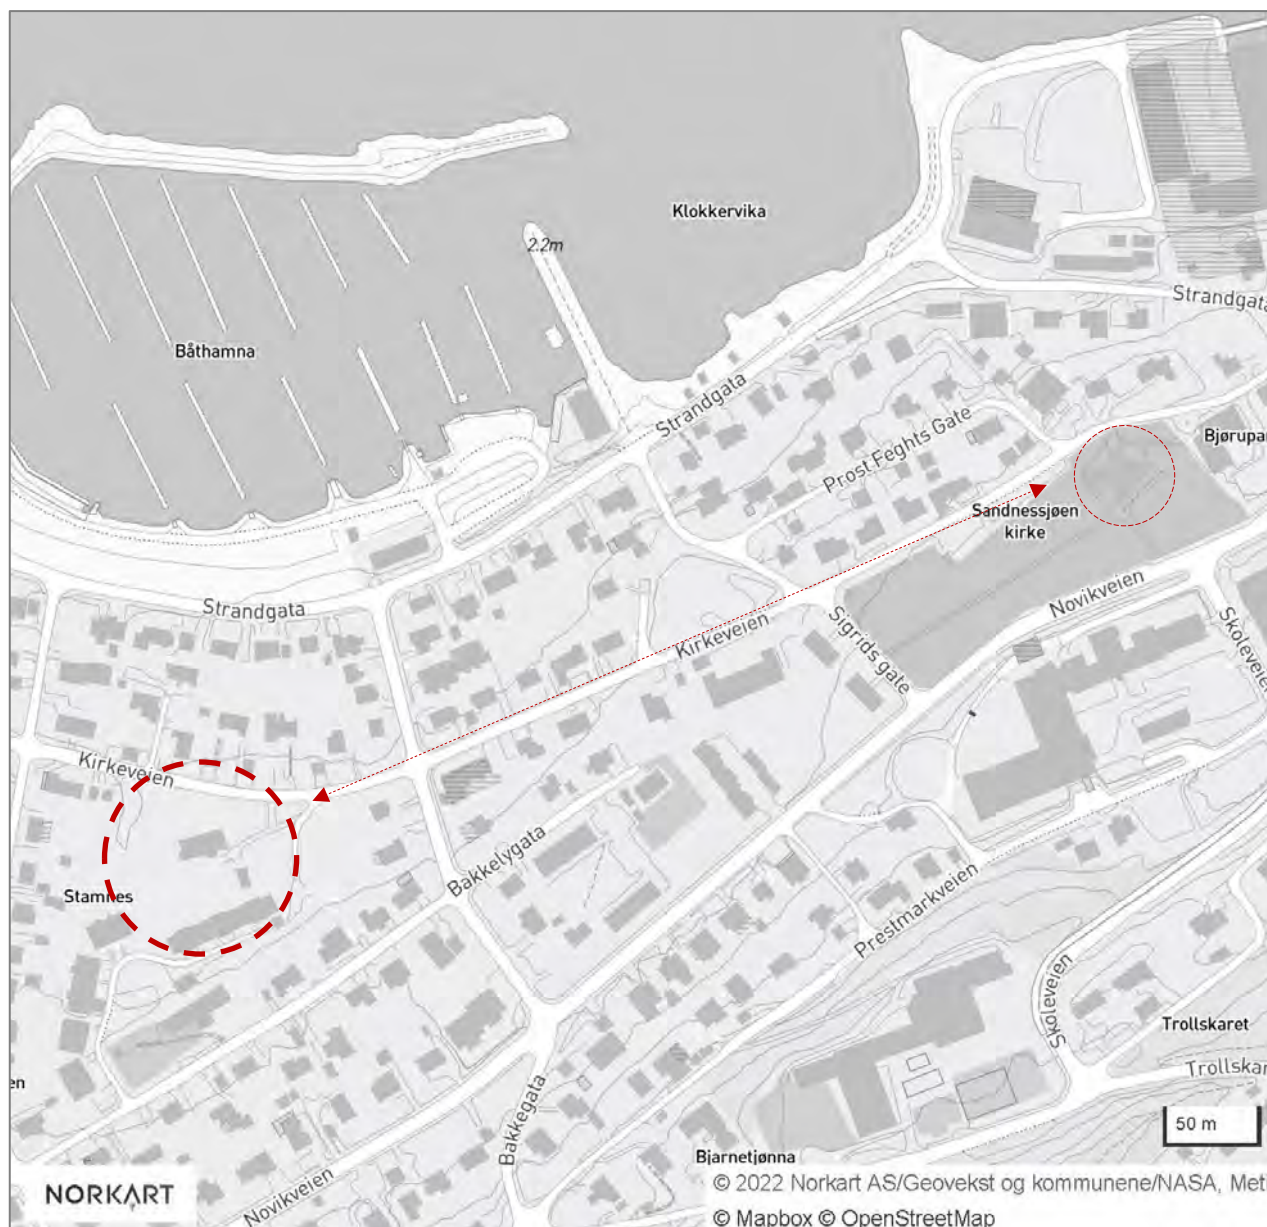 Klokkervika
2.2m
Strandgata
Båthamna
Strandgata
Prost Feghts Gate
Bjørupar
Sandnessjøen
kirke
Novikveien
Strandgata
Sigrids gate
Skoleveien
Kirkeveien
Kirkeveien
Bakkelygata
Stamnes
Prestmarkveien
Skoleveien
Trollskaret
en
Trollskar
50 m
Bakkegata
Bjarnetjønna
NORKART
Novikveien
© 2022 Norkart AS/Geovekst og kommunene/NASA, Met
© Mapbox © OpenStreetMap